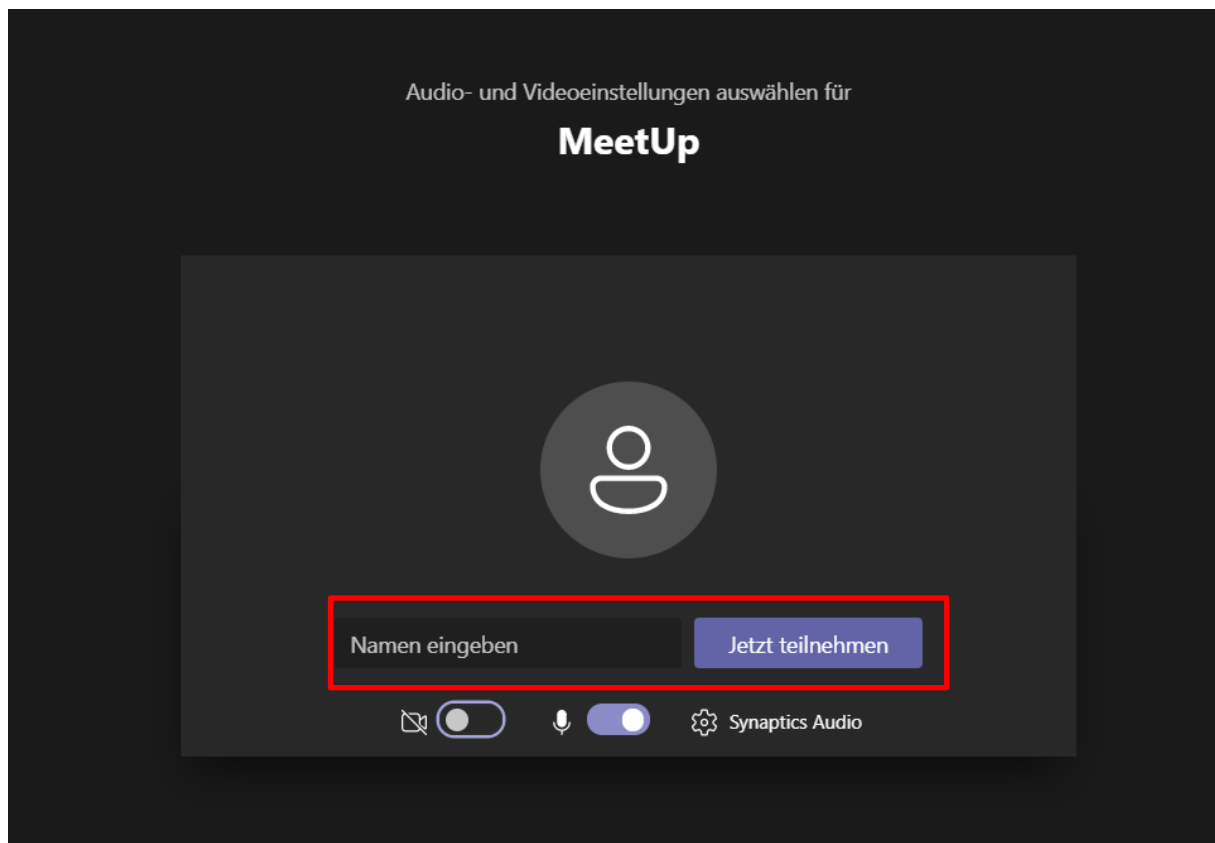 Audio- und Videoeinstellungen auswählen für
MeetUp
Namen eingeben
Jetzt teilnehmen
Synaptics Audio